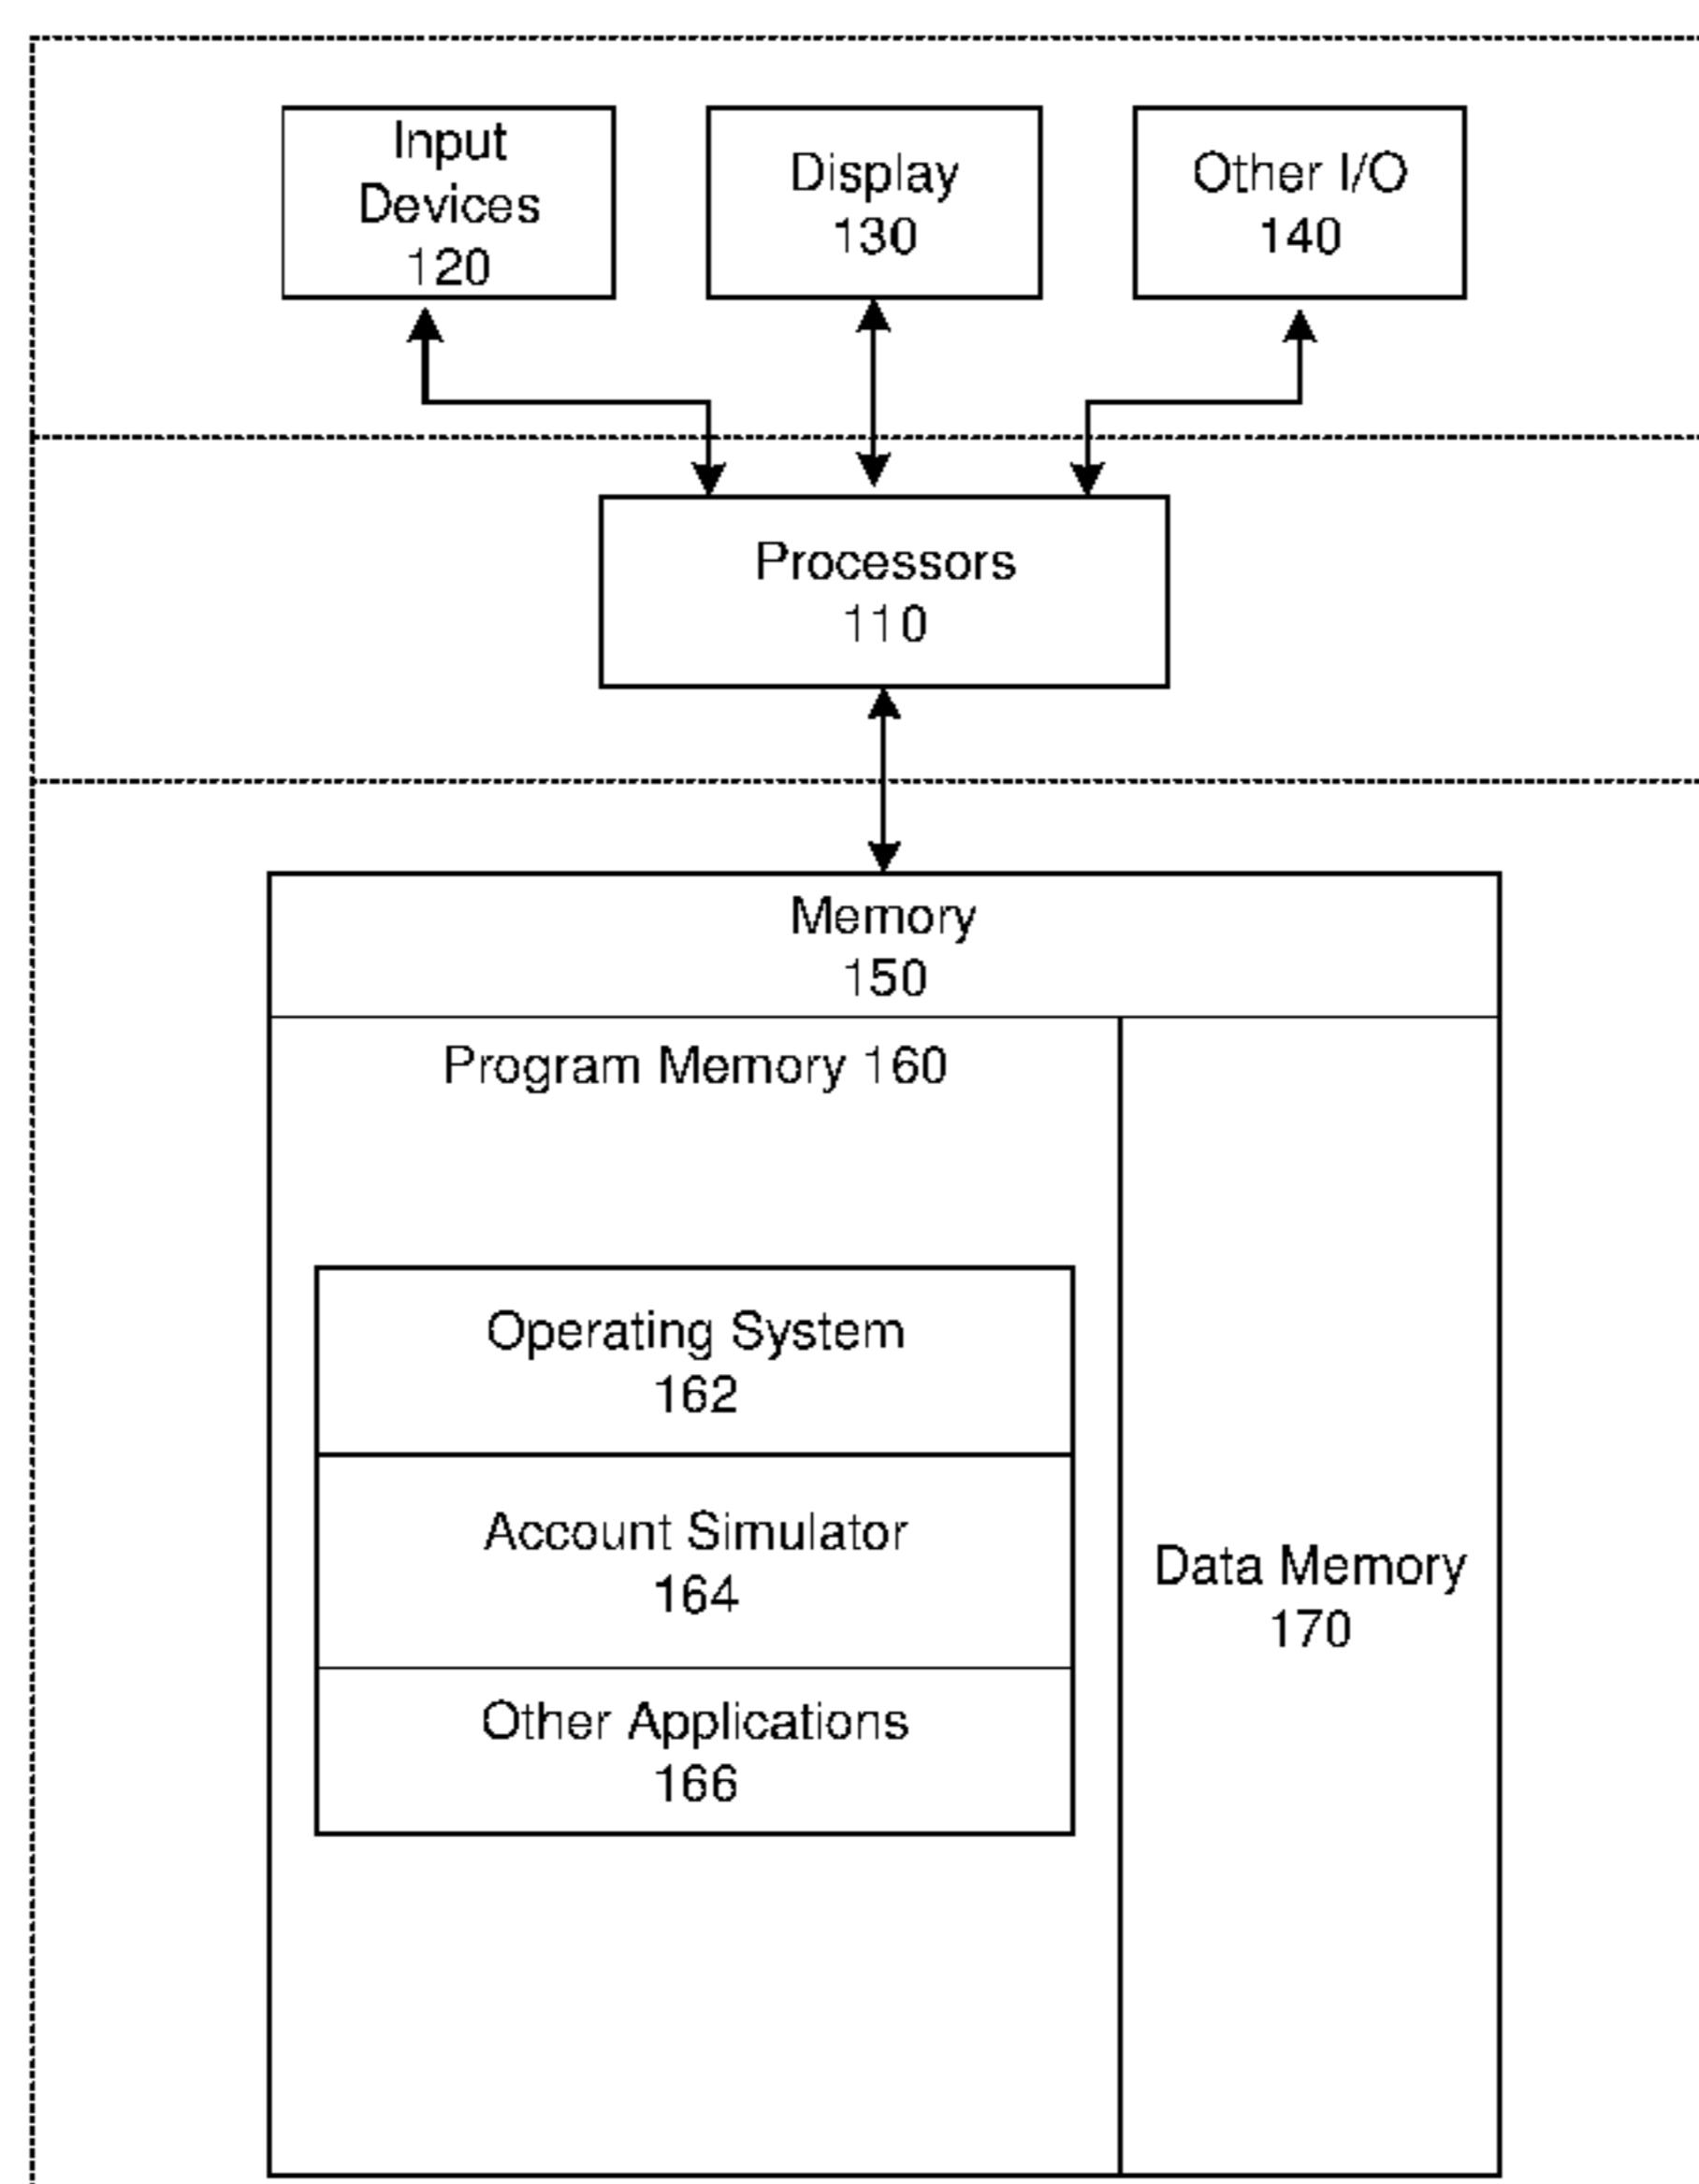 Input
Devices
120
Display
130
Other I/O
140
Processors
110
Memory
150
Program Memory 160
Operating System
162
Account Simulator
164
Other Applications
166
Data Memory
170